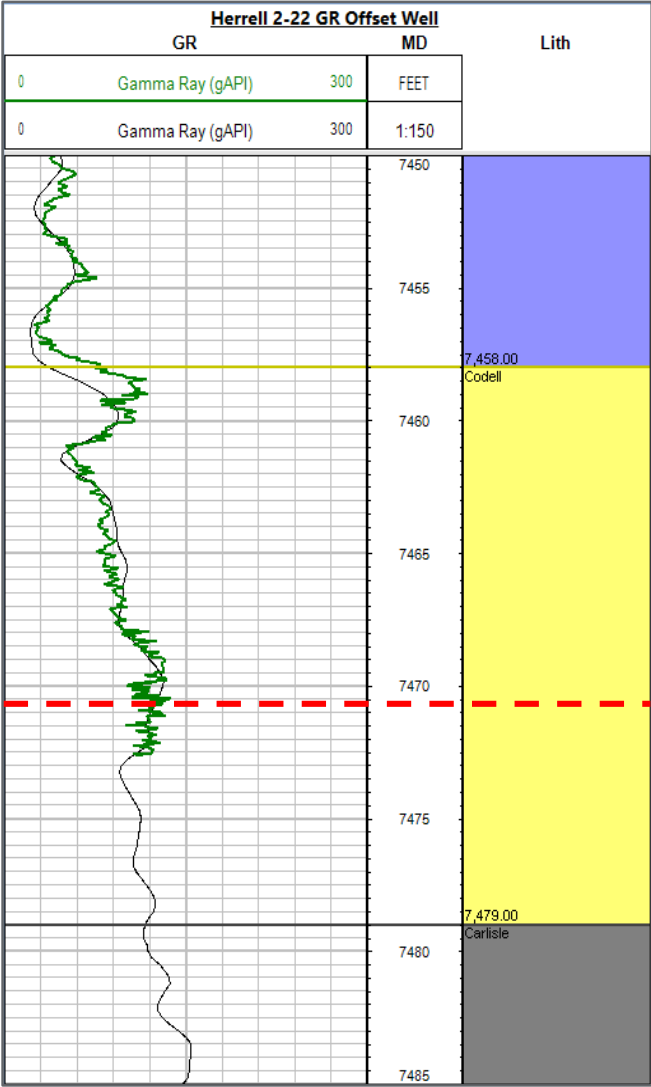 Herrell 2-22 GR Offset Well
GR MD Lith
0 Gamma Ray (gAPI) 300 FEET
0 Gamma Ray (gAPI) 300 1:150
7450
7455
7,458.00
Codell
7460
7465
7470
7475
7,479.00
Carlisle
7480
7485